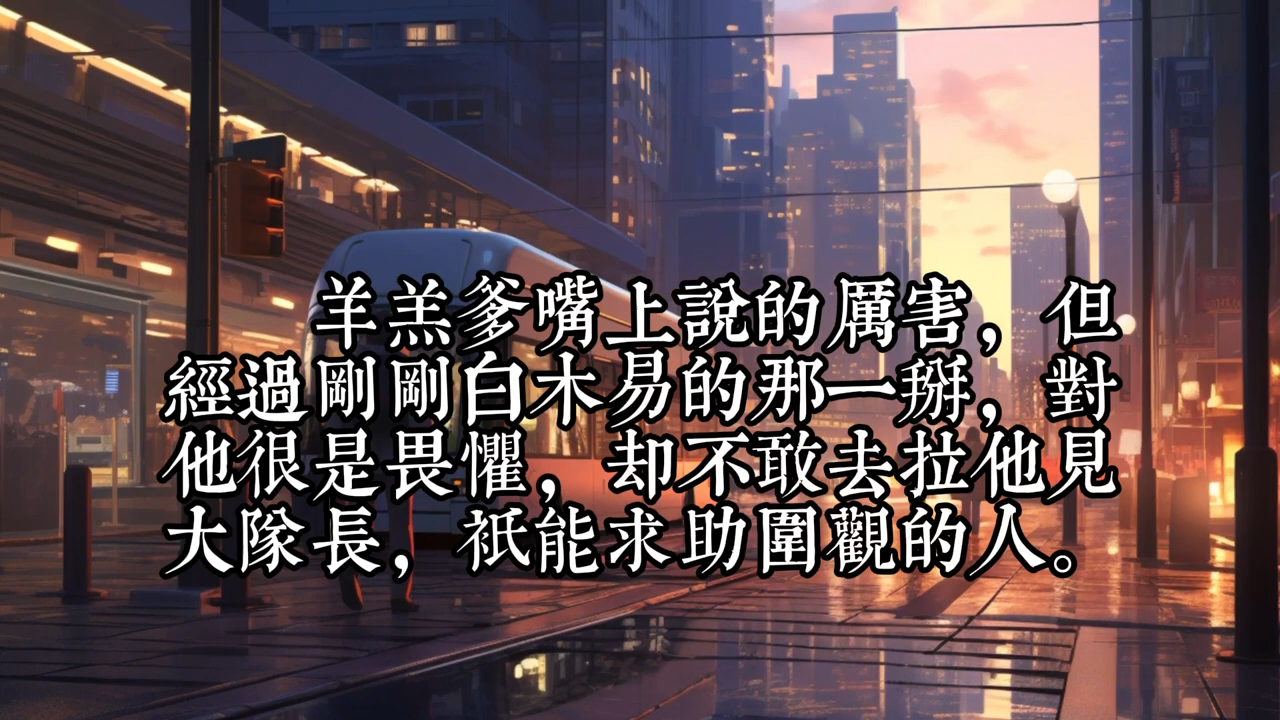 羊羔爹嘴上說的厲害，但
經過剛剛白木易的那一掰，對
他很是畏懼，却不敢去拉他見
大隊長，衹能求助圍觀的人。